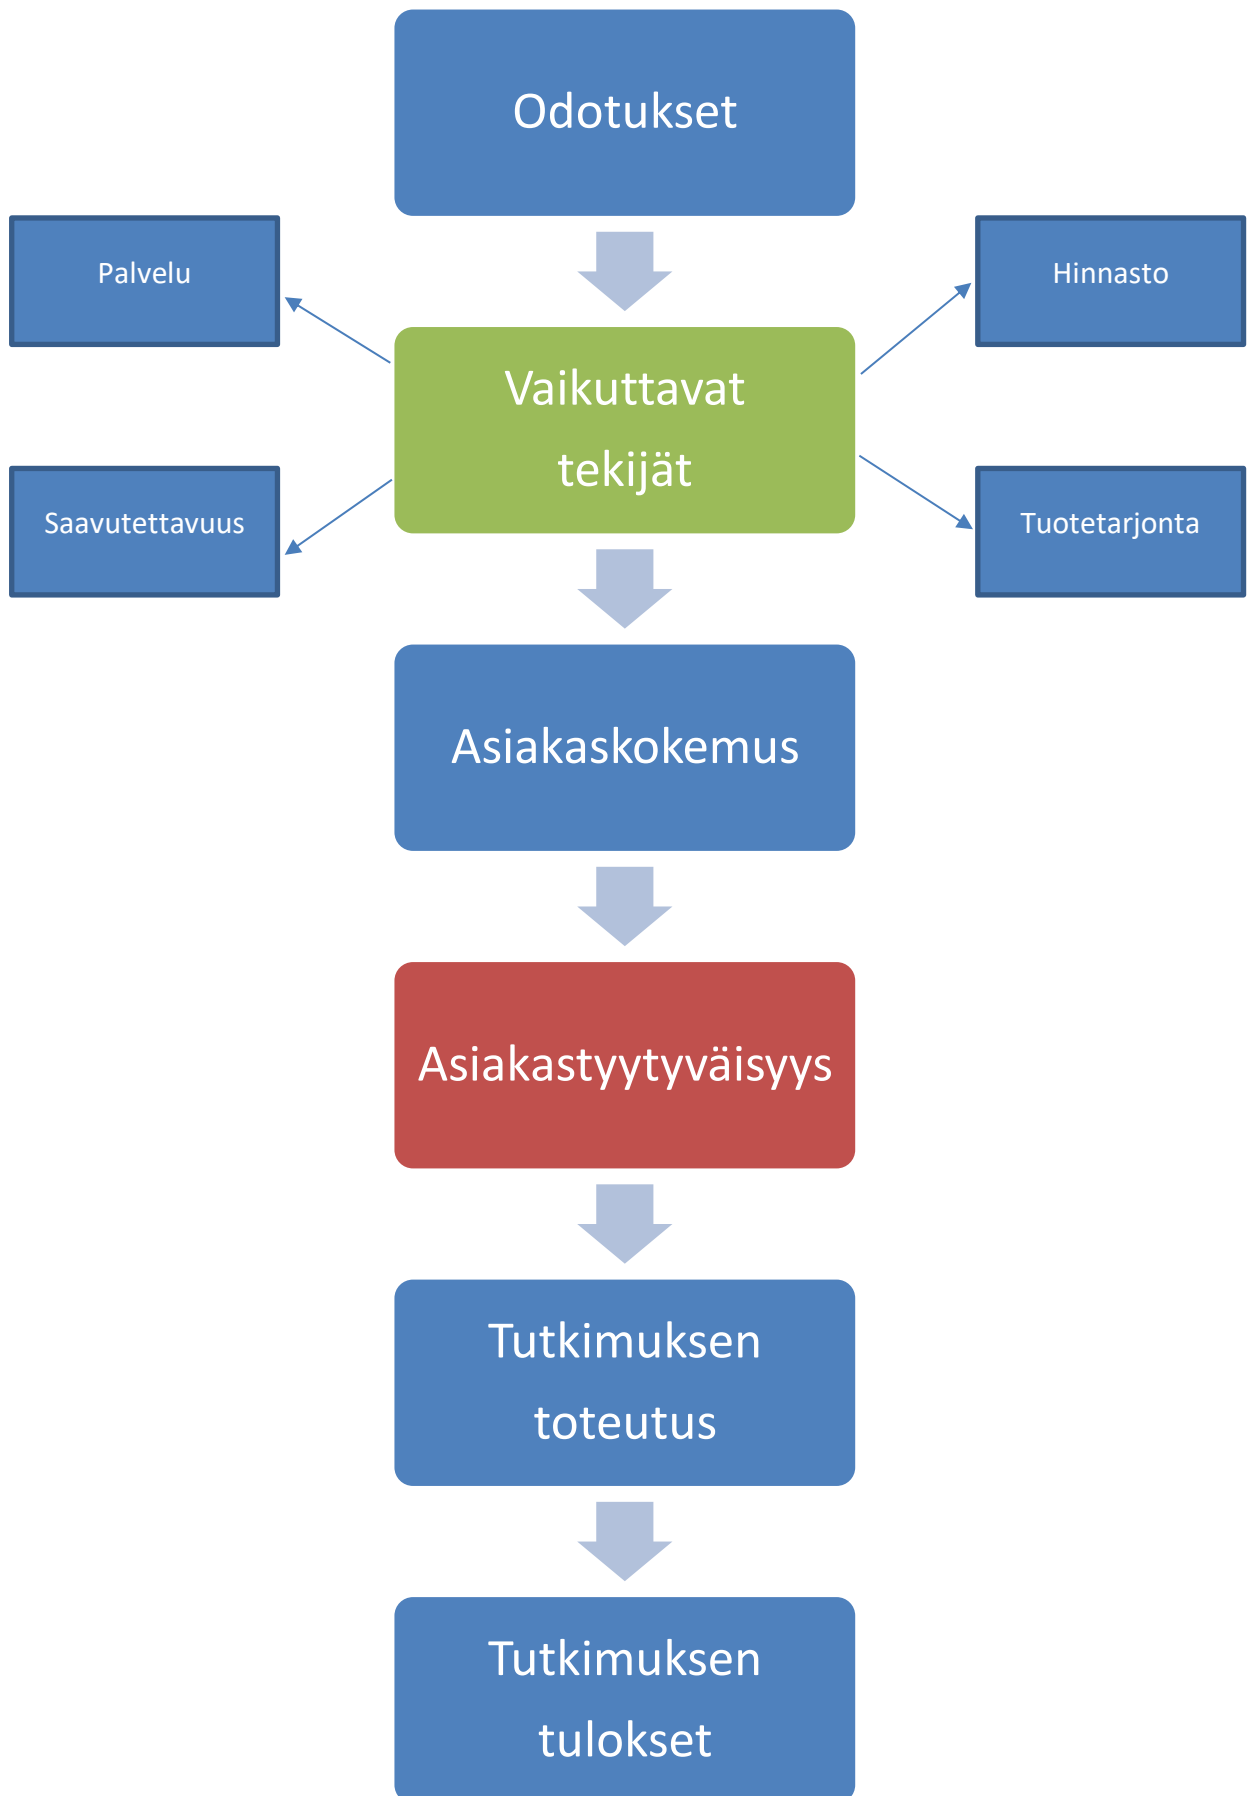 Odotukset
Palvelu
Hinnasto
Vaikuttavat
tekijät
Saavutettavuus
Tuotetarjonta
Asiakaskokemus
Asiakastyytyväisyys
Tutkimuksen
toteutus
Tutkimuksen
tulokset